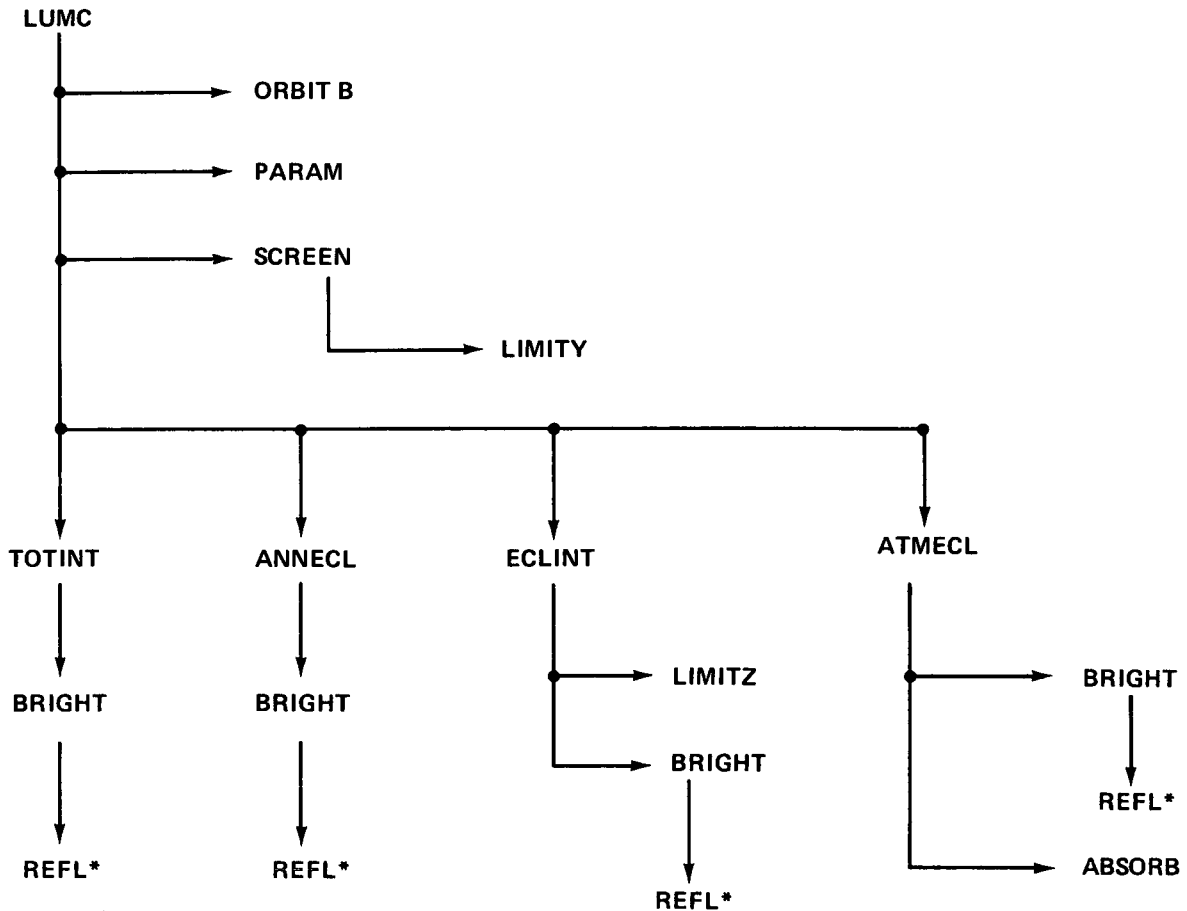 LUMC
ORBIT B
PARAM
SCREEN
LIMITY
TOTINT
ANNECL
ECLINT
ATMECL
BRIGHT
BRIGHT
LIMITZ
BRIGHT
BRIGHT
REFL*
REFL*
REFL*
REFL*
ABSORB